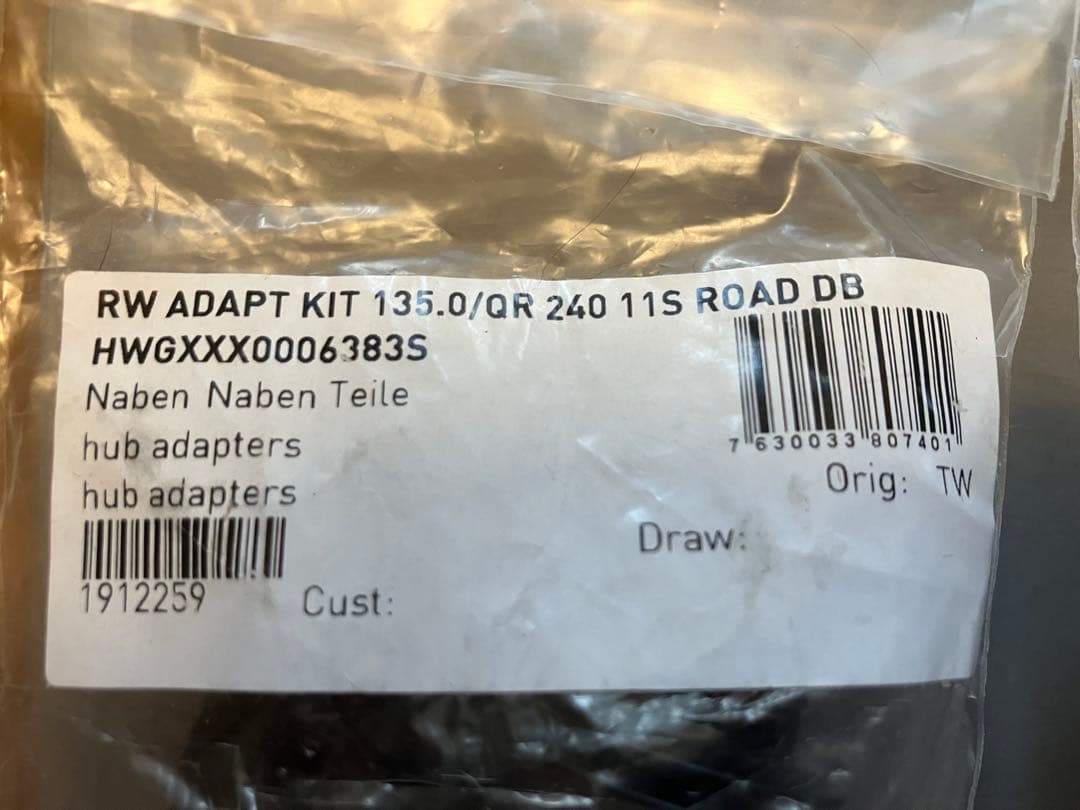 RW ADAPT KIT 135.0/QR 240 11S ROAD DB
HWGXXX0006383S
Naben Naben Teile
hub adapters
hub adapters
7 630033 807401
Orig: TW
Draw:
1912259
Cust: